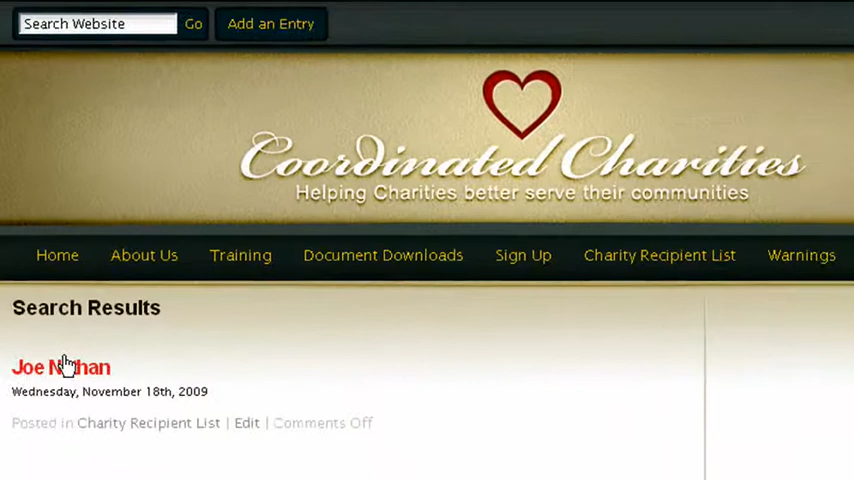 Search Website Go Add an Entry
Coordinated Charities
Helping Charities better serve their communities
Home About Us Training Document Downloads Sign Up Charity Recipient List Warnings
Search Results
Joe
Wednesday, November 18th, 2009
Posted in Charity Recipient List | Edit | Comments Off